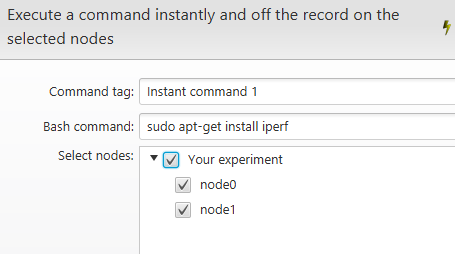 Execute a command instantly and off the record on the
selected nodes
Command tag: Instant command 1
Bash command: sudo apt-get install iperf
Select nodes: Your experiment
node0
node1